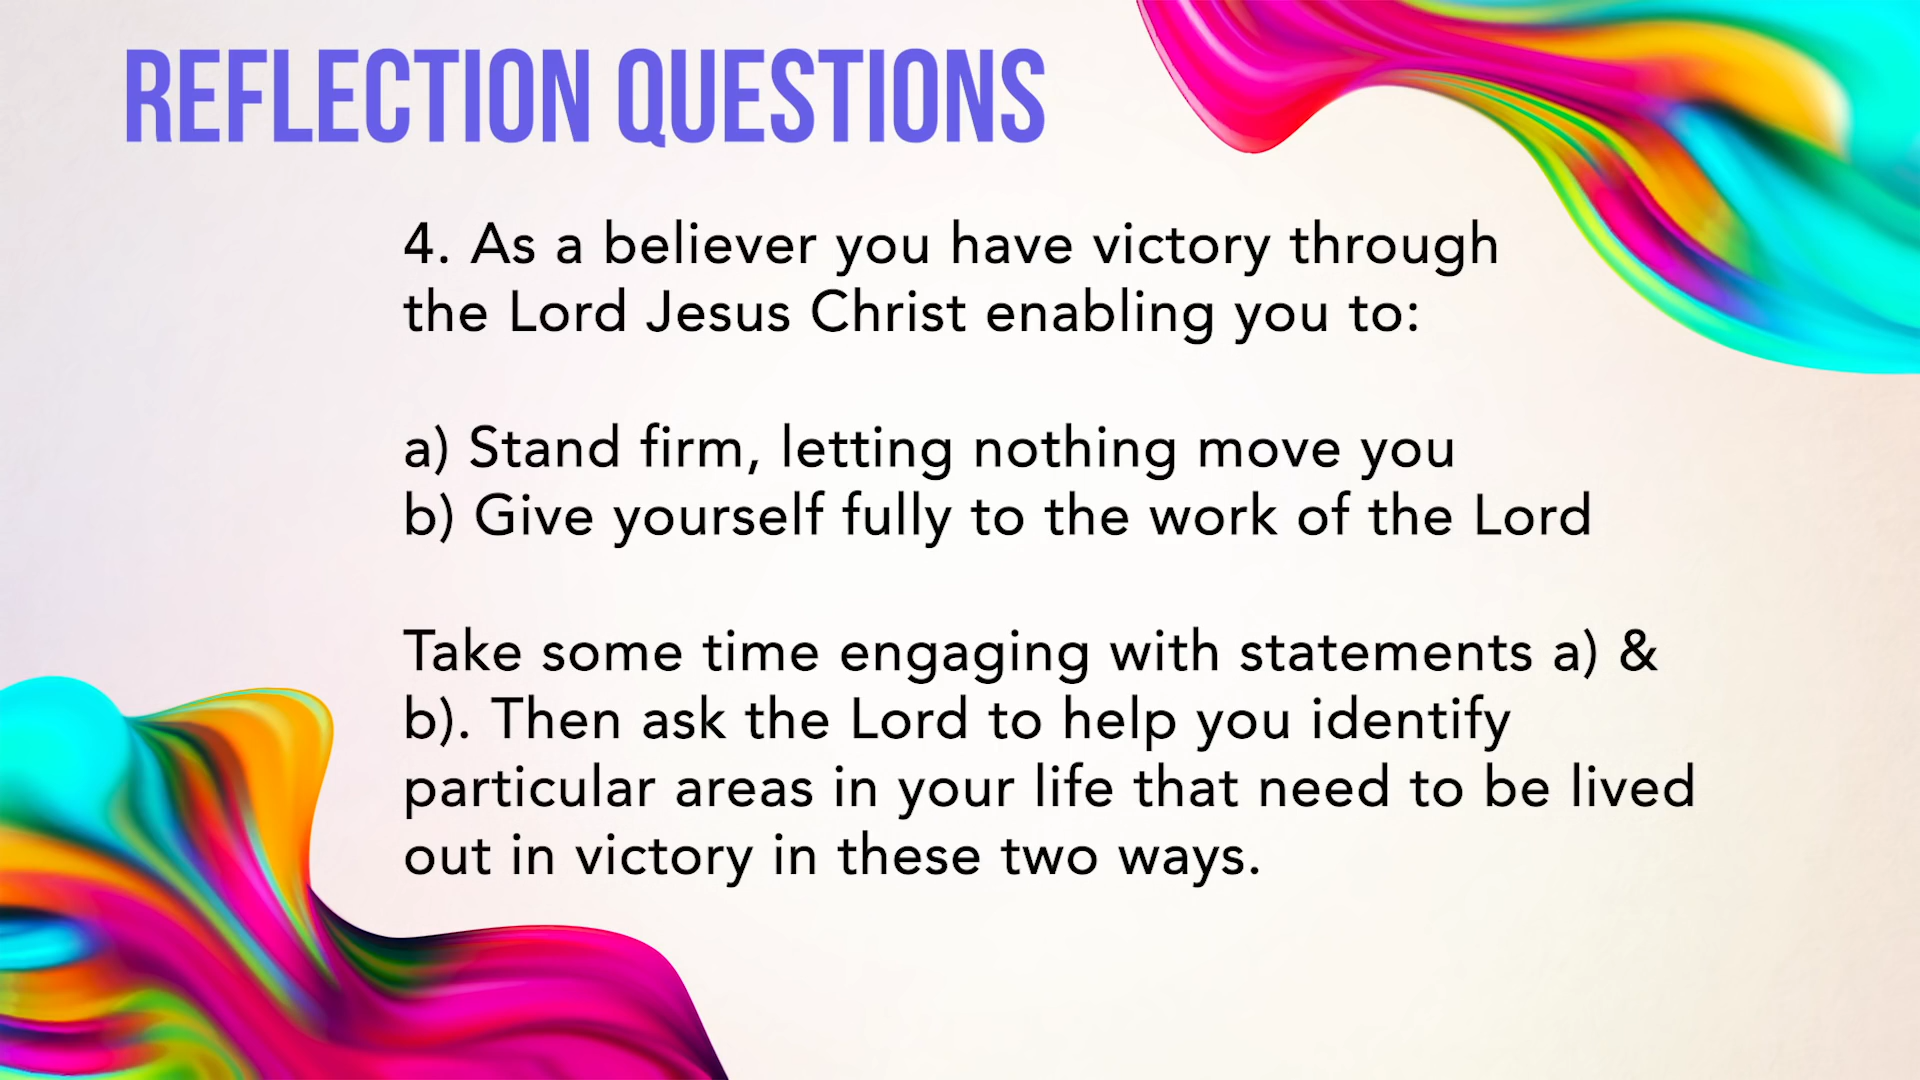 REFLECTION QUESTIONS
4. As a believer you have victory through
the Lord Jesus Christ enabling you to:
a) Stand firm, letting nothing move you
b) Give yourself fully to the work of the Lord
Take some time engaging with statements a) &
b). Then ask the Lord to help you identify
particular areas in your life that need to be lived
out in victory in these two ways.